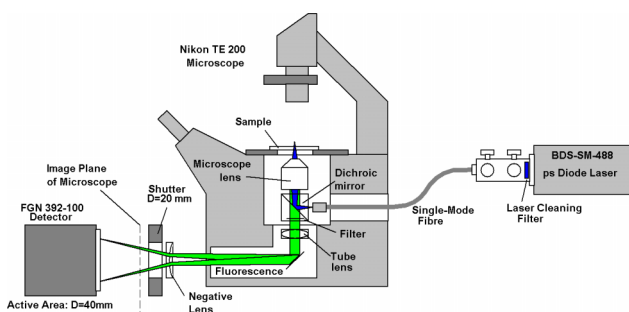 Nikon TE 200
Microscope
Sample
Image Plane
of Microscope
Microscope
lens
Dichroic
mirror
BDS-SM-488
ps Diode Laser
Shutter
D=20 mm
FGN 392-100
Detector
Single-Mode
Fibre
Laser Cleaning
Filter
Filter
Tube
lens
Fluorescence
Negative
Lens
Active Area: D=40mm